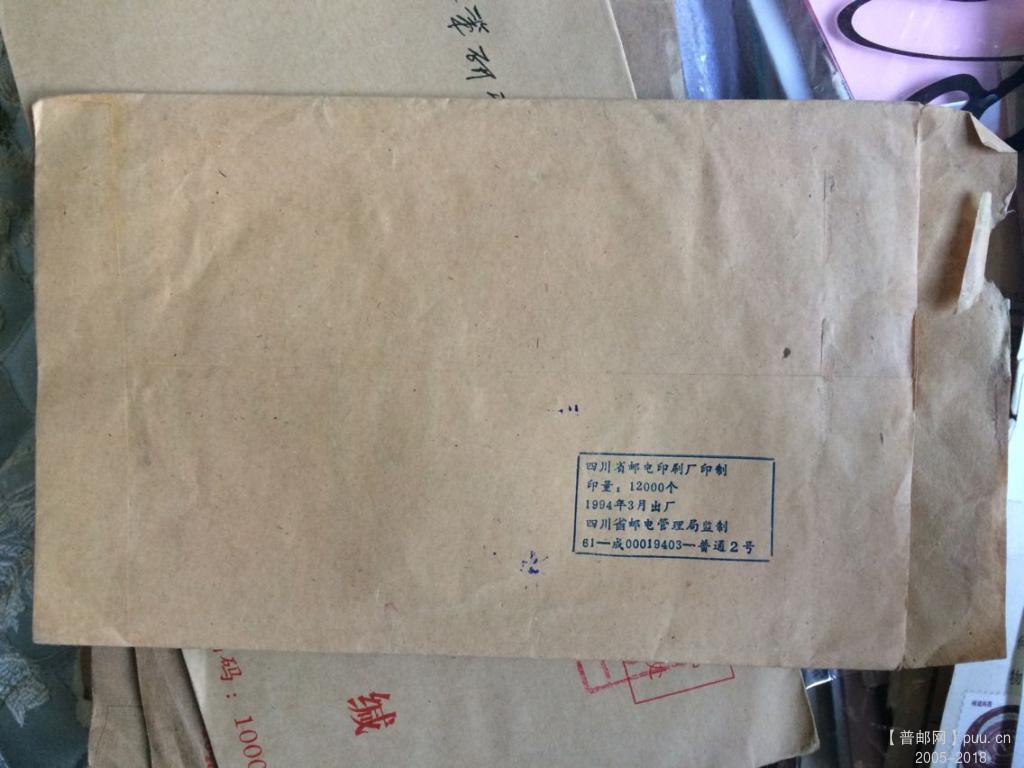 四川省邮电印刷厂印制
印量：12000个
1994年3月出厂
四川省邮电管理局监制
61—成00019403—普通2号
码：1000
缄
【普邮网】puu.cn
2005-2018